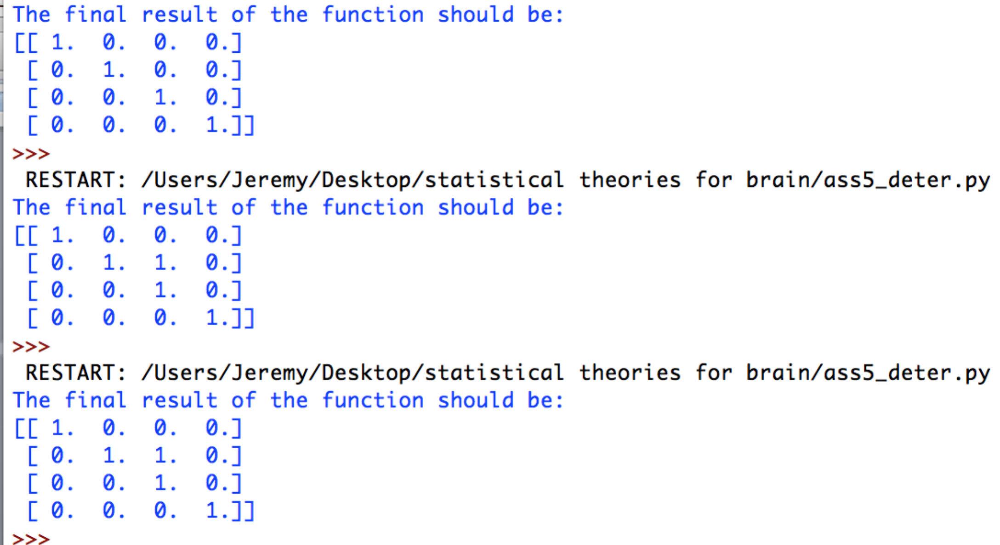 The final result of the function should be:
[[ 1.  0.  0.  0.]
 [ 0.  1.  0.  0.]
 [ 0.  0.  1.  0.]
 [ 0.  0.  0.  1.]]
>>>
 RESTART: /Users/Jeremy/Desktop/statistical theories for brain/ass5_deter.py
The final result of the function should be:
[[ 1.  0.  0.  0.]
 [ 0.  1.  1.  0.]
 [ 0.  0.  1.  0.]
 [ 0.  0.  0.  1.]]
>>>
 RESTART: /Users/Jeremy/Desktop/statistical theories for brain/ass5_deter.py
The final result of the function should be:
[[ 1.  0.  0.  0.]
 [ 0.  1.  1.  0.]
 [ 0.  0.  1.  0.]
 [ 0.  0.  0.  1.]]
>>>